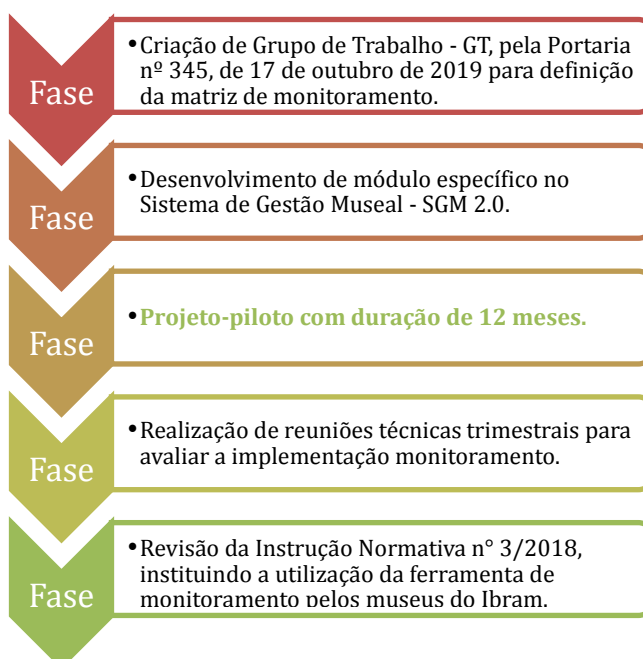 Fase
•Criação de Grupo de Trabalho - GT, pela Portaria
nº 345, de 17 de outubro de 2019 para definição
da matriz de monitoramento.
Fase
•Desenvolvimento de módulo específico no
Sistema de Gestão Museal - SGM 2.0.
Fase
•Projeto-piloto com duração de 12 meses.
Fase
•Realização de reuniões técnicas trimestrais para
avaliar a implementação monitoramento.
Fase
•Revisão da Instrução Normativa n° 3/2018,
instituindo a utilização da ferramenta de
monitoramento pelos museus do Ibram.